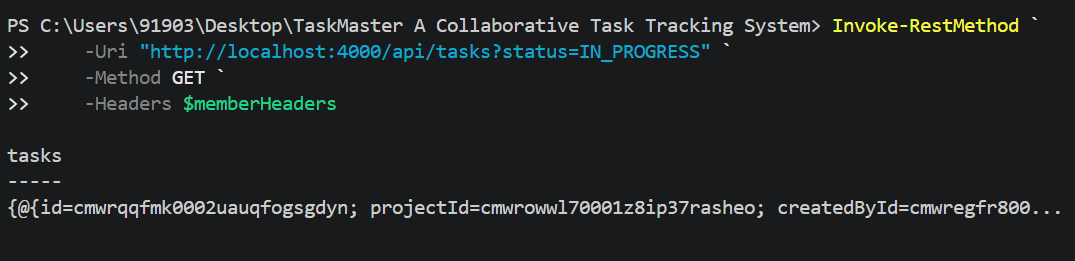 PS C:\Users\91903\Desktop\TaskMaster A Collaborative Task Tracking System> Invoke-RestMethod `
>>     -Uri "http://localhost:4000/api/tasks?status=IN_PROGRESS" `
>>     -Method GET `
>>     -Headers $memberHeaders
tasks
-----
{@{id=cmwrqqfmk0002uauqfogsgdyn; projectId=cmwrowwl70001z8ip37rasheo; createdById=cmwregfr800...